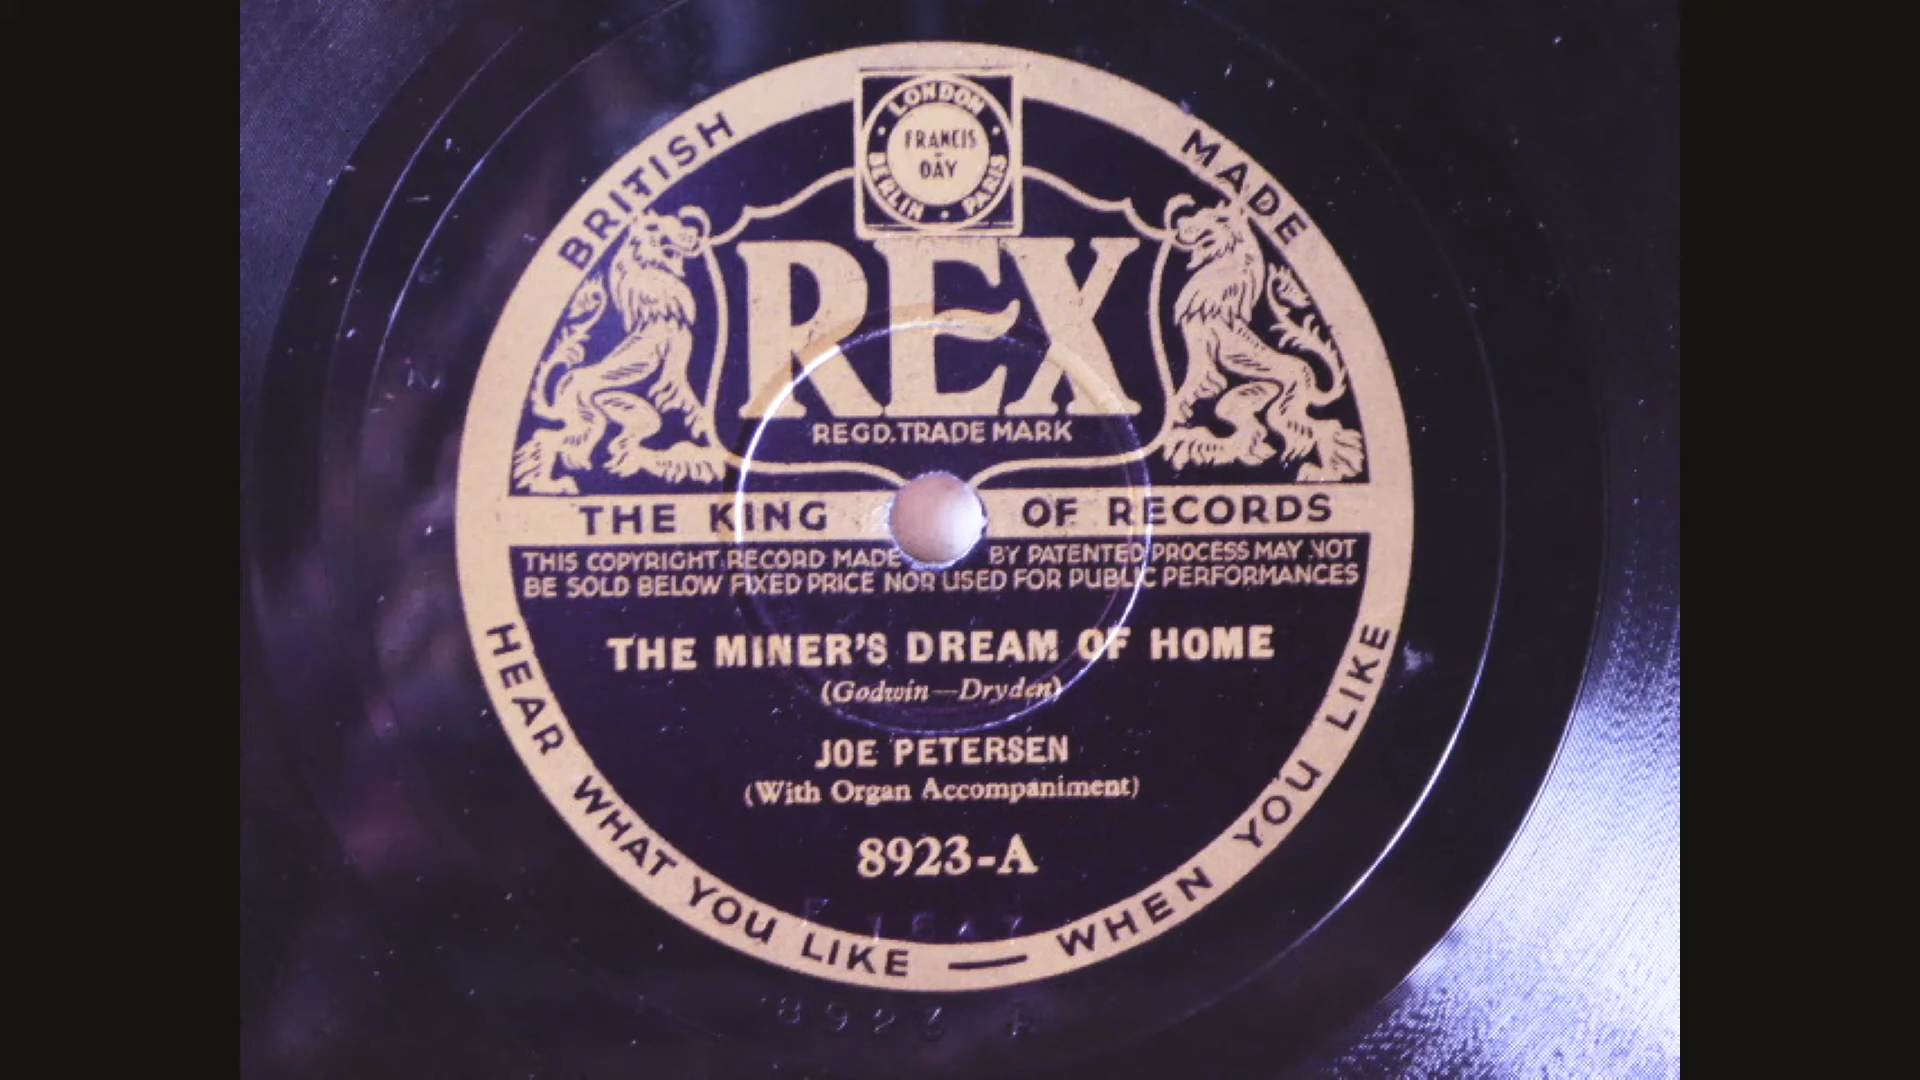 BRITISH MADE
LONDON
FRANCIS
DAY
BERLIN • PARIS
REX
REGD. TRADE MARK
THE KING OF RECORDS
THIS COPYRIGHT RECORD MADE BY PATENTED PROCESS MAY NOT
BE SOLD BELOW FIXED PRICE NOR USED FOR PUBLIC PERFORMANCES
THE MINER'S DREAM OF HOME
(Godwin—Dryden)
JOE PETERSEN
(With Organ Accompaniment)
8923-A
HEAR WHAT YOU LIKE — WHEN YOU LIKE
8923 A